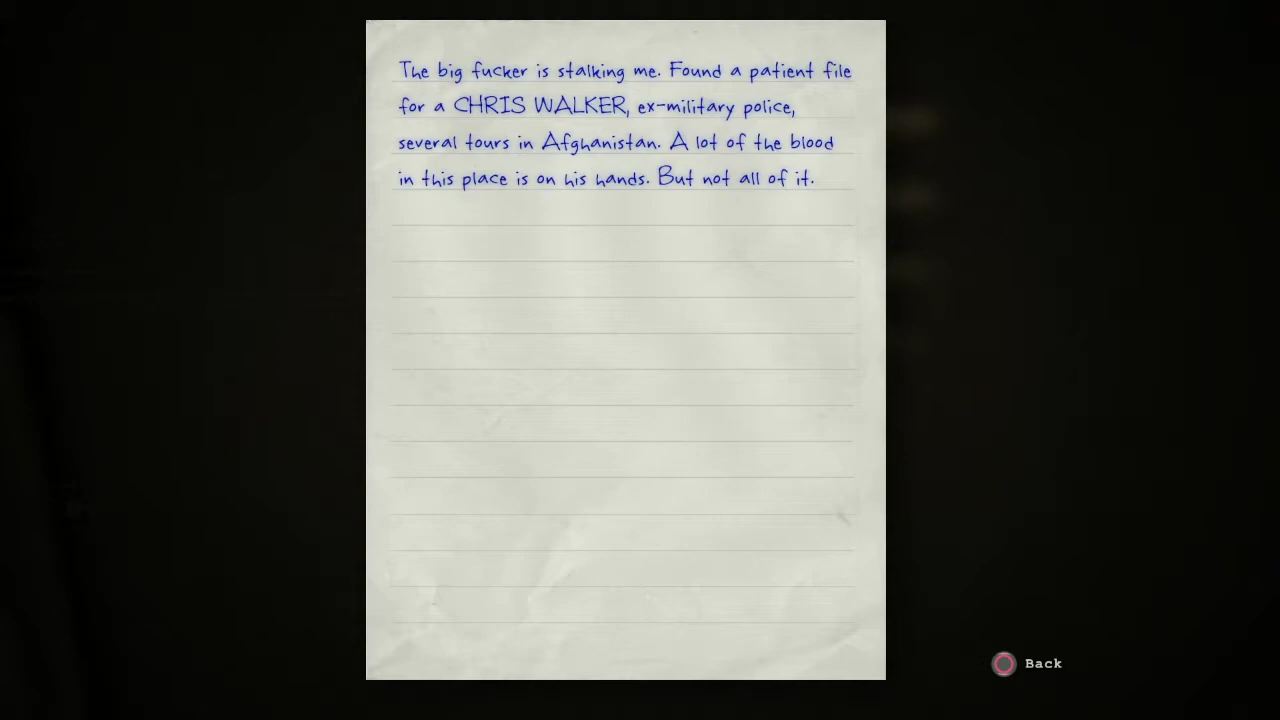 The big fucker is stalking me. Found a patient file
for a CHRIS WALKER, ex-military police,
several tours in Afghanistan. A lot of the blood
in this place is on his hands. But not all of it.
Back